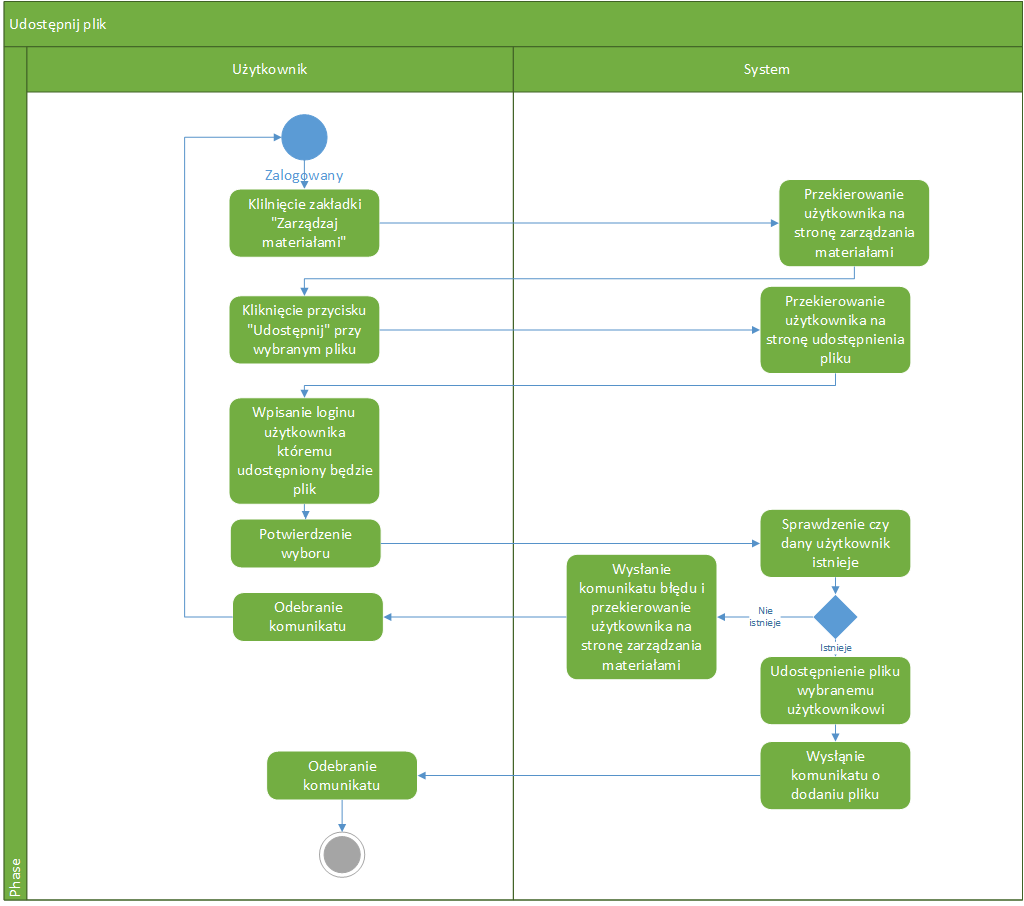 Udostępnij plik
Użytkownik
System
Phase
Zalogowany
Klilnięcie zakładki
"Zarządzaj
materiałami"
Przekierowanie
użytkownika na
stronę zarządzania
materiałami
Kliknięcie przycisku
"Udostępnij" przy
wybranym pliku
Przekierowanie
użytkownika na
stronę udostępnienia
pliku
Wpisanie loginu
użytkownika
któremu
udostępniony będzie
plik
Potwierdzenie
wyboru
Sprawdzenie czy
dany użytkownik
istnieje
Nie
istnieje
Wysłanie
komunikatu błędu i
przekierowanie
użytkownika na
stronę zarządzania
materiałami
Odebranie
komunikatu
Istnieje
Udostępnienie pliku
wybranemu
użytkownikowi
Wysłąnie
komunikatu o
dodaniu pliku
Odebranie
komunikatu